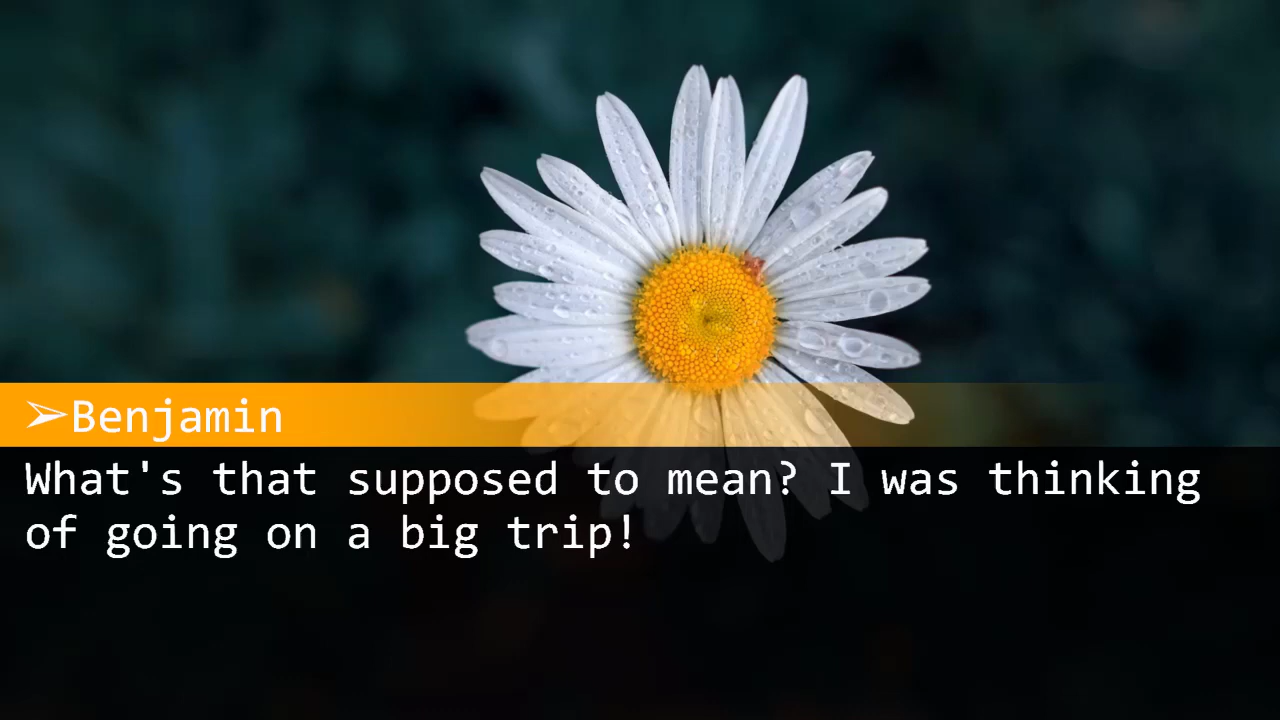 ➢Benjamin
What's that supposed to mean? I was thinking
of going on a big trip!